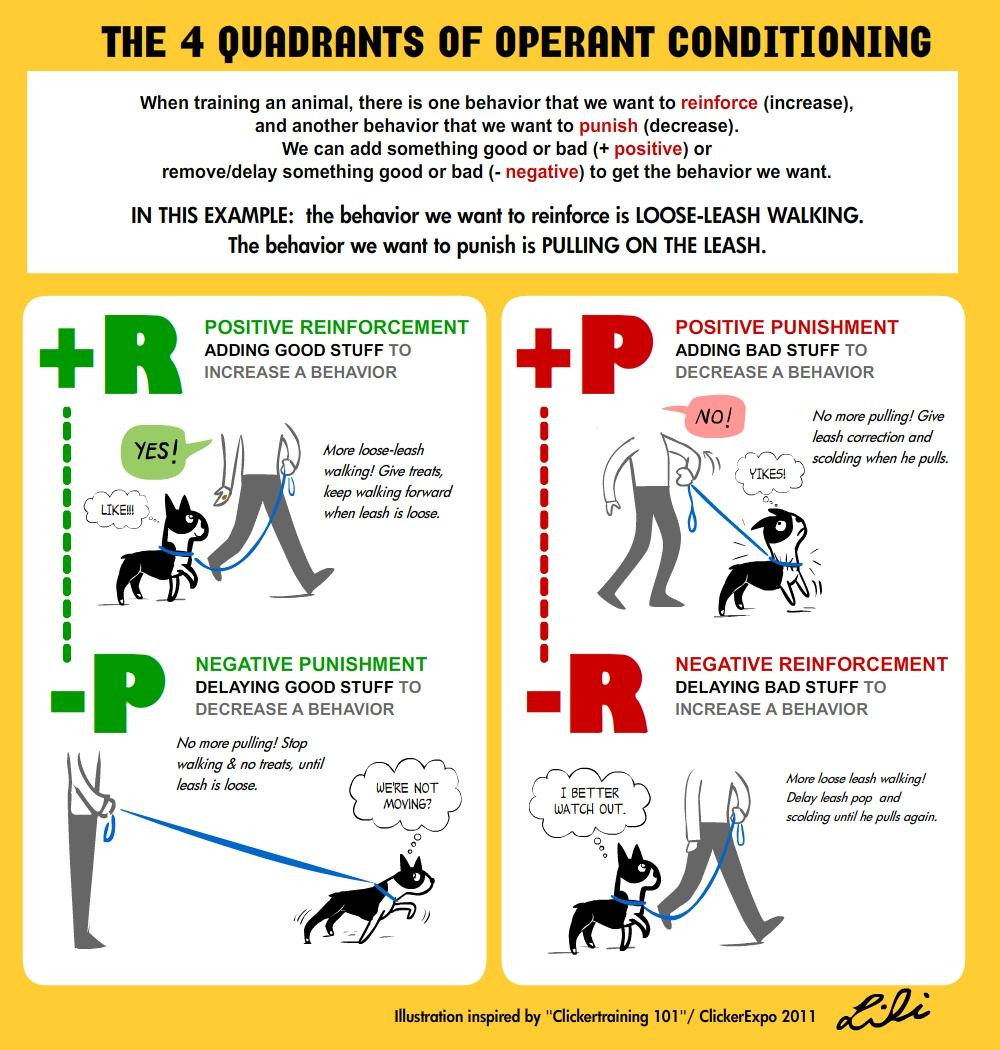 THE 4 QUADRANTS OF OPERANT CONDITIONING
When training an animal, there is one behavior that we want to reinforce (increase),
and another behavior that we want to punish (decrease).
We can add something good or bad (+ positive) or
remove/delay something good or bad (- negative) to get the behavior we want.
IN THIS EXAMPLE:  the behavior we want to reinforce is LOOSE-LEASH WALKING.
The behavior we want to punish is PULLING ON THE LEASH.
+R
POSITIVE REINFORCEMENT
ADDING GOOD STUFF TO
INCREASE A BEHAVIOR
YES!
LIKE!!!
More loose-leash
walking! Give treats,
keep walking forward
when leash is loose.
-P
NEGATIVE PUNISHMENT
DELAYING GOOD STUFF TO
DECREASE A BEHAVIOR
No more pulling! Stop
walking & no treats, until
leash is loose.
WE'RE NOT
MOVING?
+P
POSITIVE PUNISHMENT
ADDING BAD STUFF TO
DECREASE A BEHAVIOR
NO!
No more pulling! Give
leash correction and
scolding when he pulls.
YIKES!
-R
NEGATIVE REINFORCEMENT
DELAYING BAD STUFF TO
INCREASE A BEHAVIOR
I BETTER
WATCH OUT.
More loose leash walking!
Delay leash pop  and
scolding until he pulls again.
Illustration inspired by "Clickertraining 101"/ ClickerExpo 2011
Lili